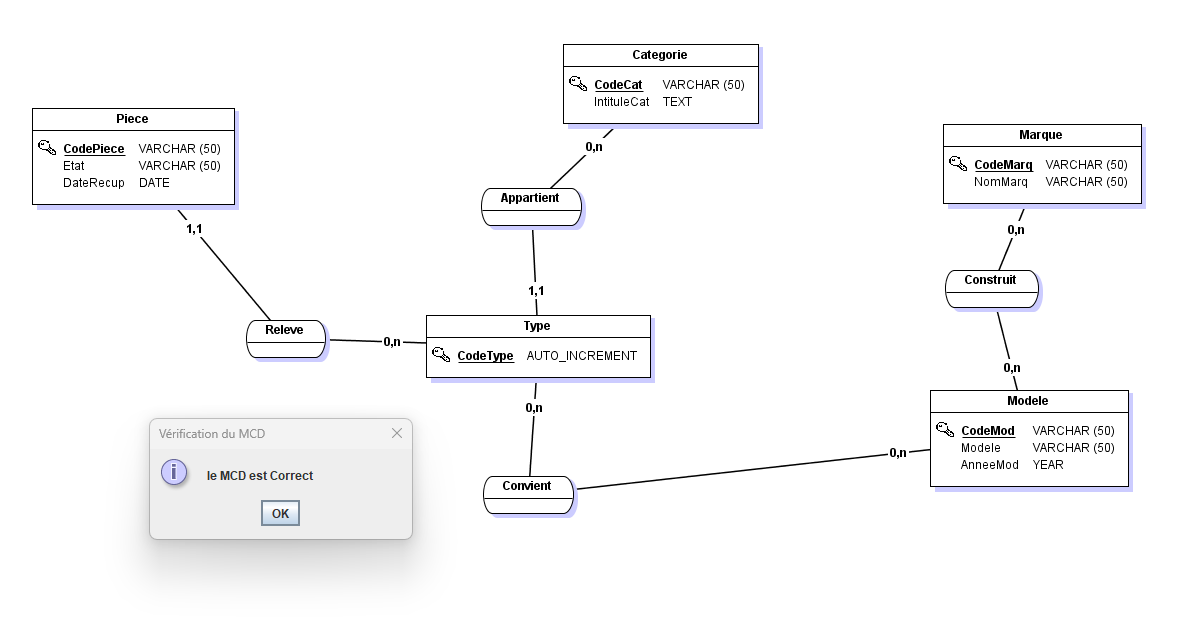 Categorie
CodeCat VARCHAR (50)
IntituleCat TEXT
Piece
CodePiece VARCHAR (50)
Etat VARCHAR (50)
DateRecup DATE
Marque
CodeMarq VARCHAR (50)
NomMarq VARCHAR (50)
0,n
Appartient
1,1
0,n
Construit
1,1
Type
CodeType AUTO_INCREMENT
Releve
0,n
0,n
Modele
CodeMod VARCHAR (50)
Modele VARCHAR (50)
AnneeMod YEAR
0,n
Convient
0,n
Vérification du MCD
le MCD est Correct
OK